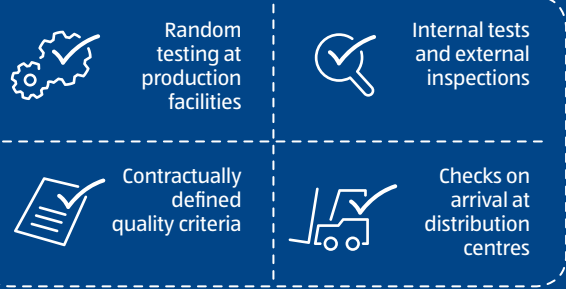 Random
testing at
production
facilities
Internal tests
and external
inspections
Contractually
defined
quality criteria
Checks on
arrival at
distribution
centres